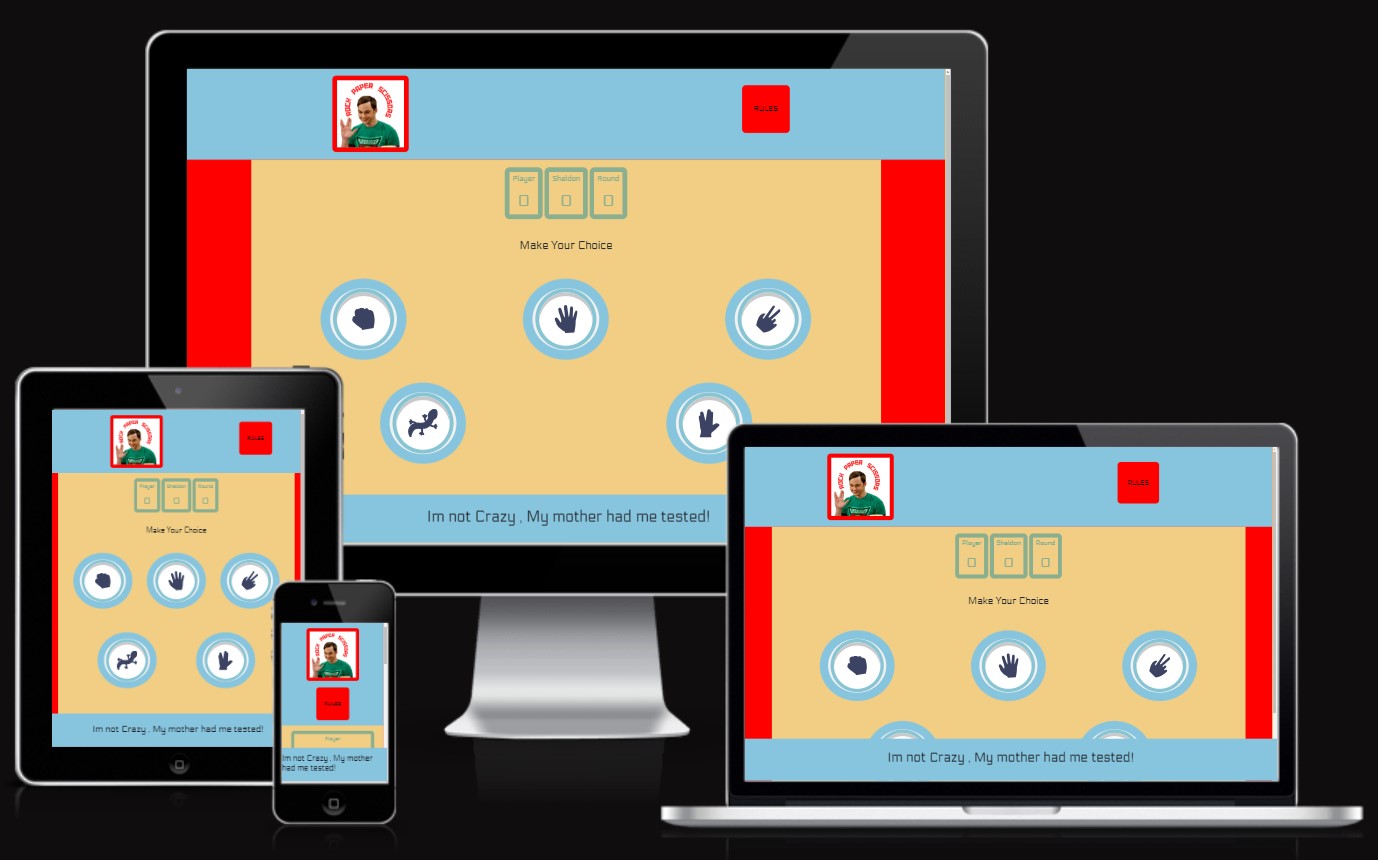 ROCK PAPER SCISSORS
RULES
Player Sheldon Round
0 0 0
Make Your Choice
Im not Crazy , My mother had me tested!
ROCK PAPER SCISSORS
RULES
Player Sheldon Round
0 0 0
Make Your Choice
Im not Crazy , My mother had me tested!
ROCK PAPER SCISSORS
RULES
Player
Im not Crazy , My mother
had me tested!
ROCK PAPER SCISSORS
RULES
Player Sheldon Round
0 0 0
Make Your Choice
Im not Crazy , My mother had me tested!